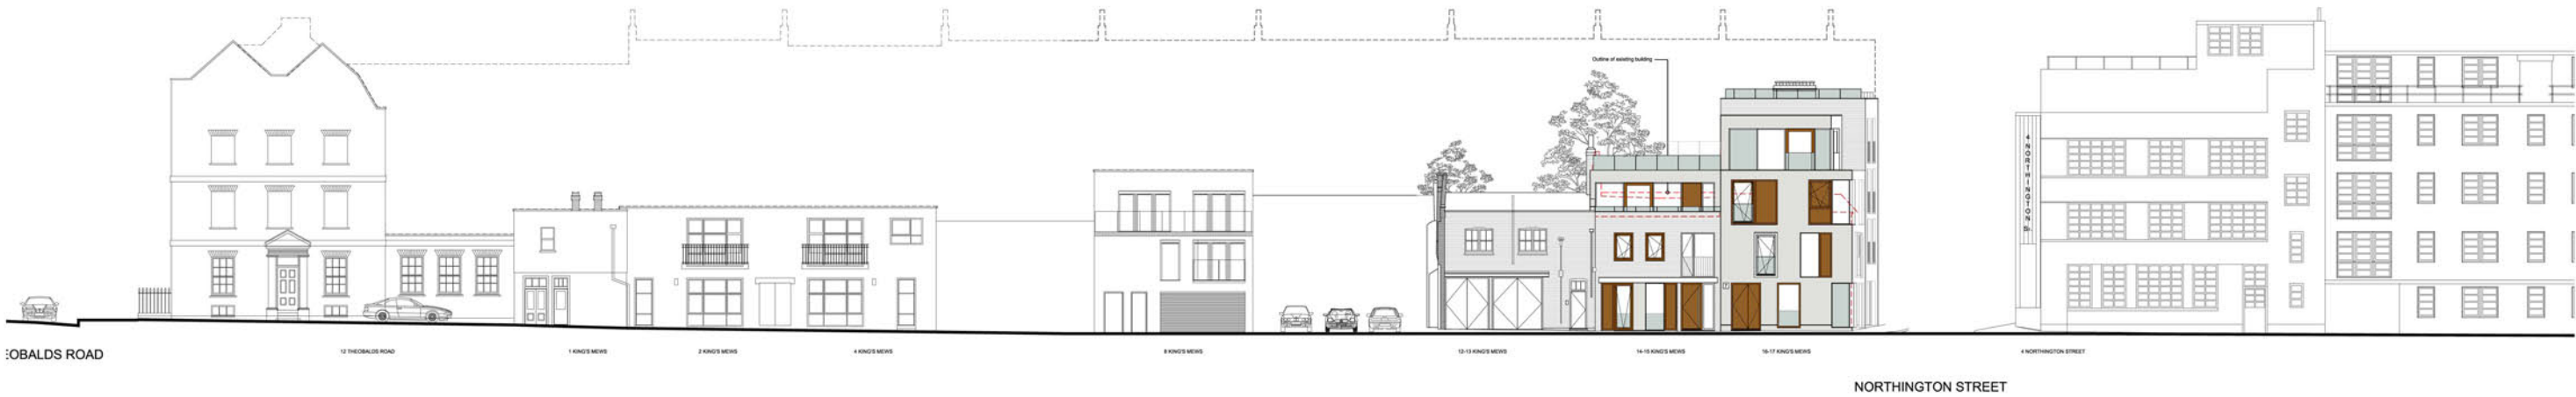 Outline of existing building
4 NORTHINGTON St.
:EOBALDS ROAD
12 THEOBALDS ROAD
1 KING'S MEWS
2 KING'S MEWS
4 KING'S MEWS
8 KING'S MEWS
12-13 KING'S MEWS
14-15 KING'S MEWS
16-17 KING'S MEWS
4 NORTHINGTON STREET
NORTHINGTON STREET